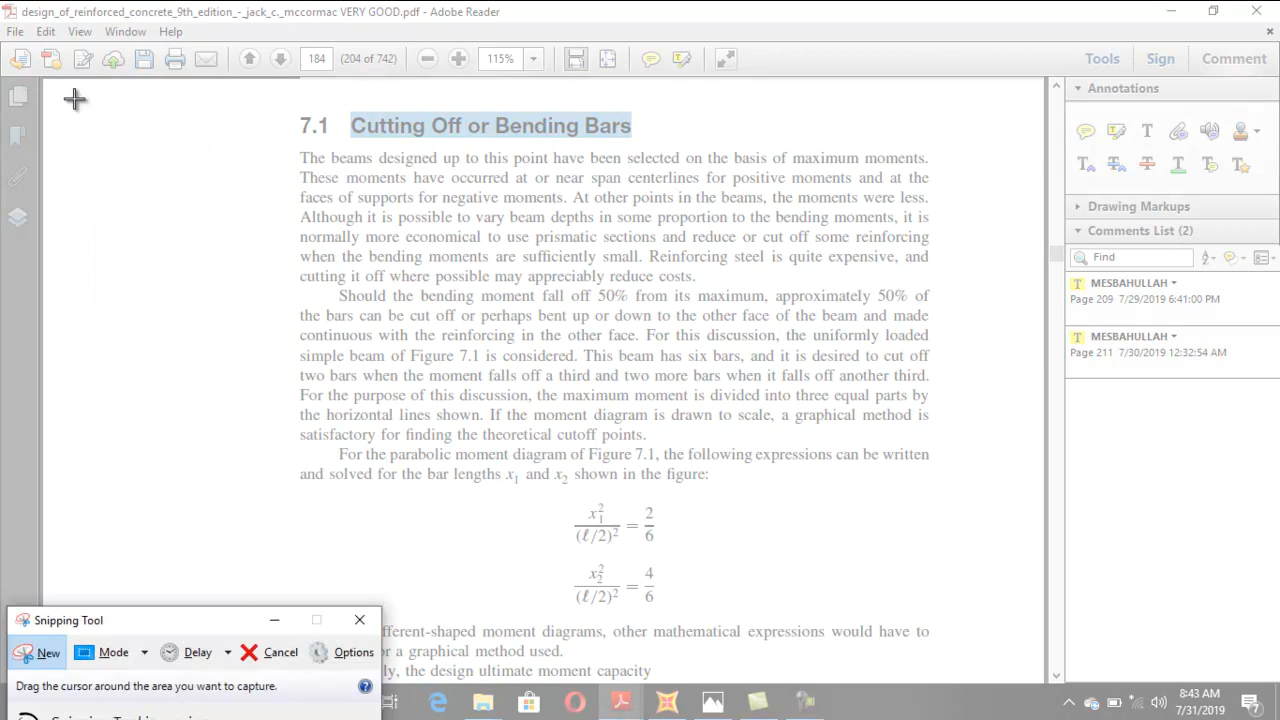 design_of_reinforced_concrete_9th_edition_-_jack_c._mccormac VERY GOOD.pdf - Adobe Reader
File Edit View Window Help
184 (204 of 742) 115% Tools Sign Comment
Annotations
Drawing Markups
Comments List (2)
Find
MESBAHULLAH
Page 209 7/29/2019 6:41:00 PM
MESBAHULLAH
Page 211 7/30/2019 12:32:54 AM
7.1 Cutting Off or Bending Bars
The beams designed up to this point have been selected on the basis of maximum moments.
These moments have occurred at or near span centerlines for positive moments and at the
faces of supports for negative moments. At other points in the beams, the moments were less.
Although it is possible to vary beam depths in some proportion to the bending moments, it is
normally more economical to use prismatic sections and reduce or cut off some reinforcing
when the bending moments are sufficiently small. Reinforcing steel is quite expensive, and
cutting it off where possible may appreciably reduce costs.
Should the bending moment fall off 50% from its maximum, approximately 50% of
the bars can be cut off or perhaps bent up or down to the other face of the beam and made
continuous with the reinforcing in the other face. For this discussion, the uniformly loaded
simple beam of Figure 7.1 is considered. This beam has six bars, and it is desired to cut off
two bars when the moment falls off a third and two more bars when it falls off another third.
For the purpose of this discussion, the maximum moment is divided into three equal parts by
the horizontal lines shown. If the moment diagram is drawn to scale, a graphical method is
satisfactory for finding the theoretical cutoff points.
For the parabolic moment diagram of Figure 7.1, the following expressions can be written
and solved for the bar lengths x₁ and x₂ shown in the figure:
x₁²/(ℓ/2)² = 2/6
x₂²/(ℓ/2)² = 4/6
fferent-shaped moment diagrams, other mathematical expressions would have to
r a graphical method used.
ly, the design ultimate moment capacity
Snipping Tool
New Mode Delay Cancel Options
Drag the cursor around the area you want to capture.
8:43 AM
7/31/2019
7